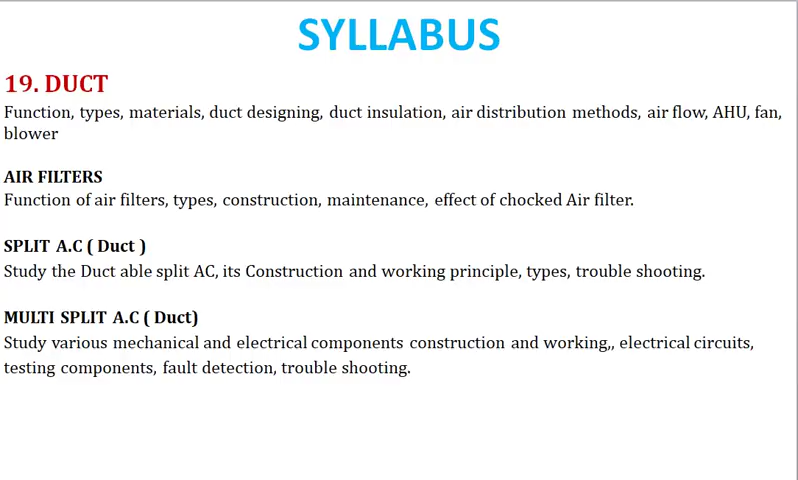 SYLLABUS
19. DUCT
Function, types, materials, duct designing, duct insulation, air distribution methods, air flow, AHU, fan,
blower
AIR FILTERS
Function of air filters, types, construction, maintenance, effect of chocked Air filter.
SPLIT A.C ( Duct )
Study the Duct able split AC, its Construction and working principle, types, trouble shooting.
MULTI SPLIT A.C ( Duct)
Study various mechanical and electrical components construction and working,, electrical circuits,
testing components, fault detection, trouble shooting.